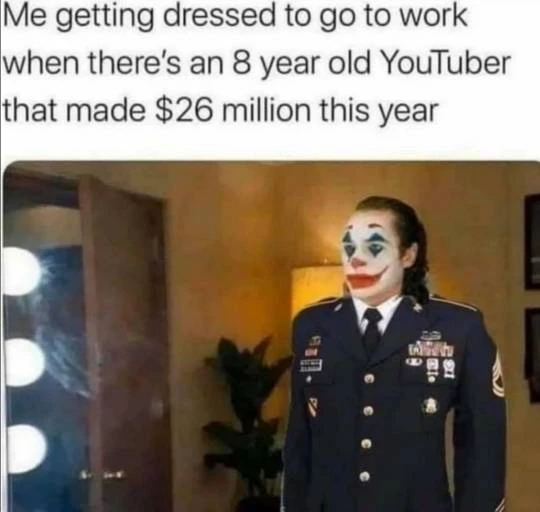 Me getting dressed to go to work
when there's an 8 year old YouTuber
that made $26 million this year